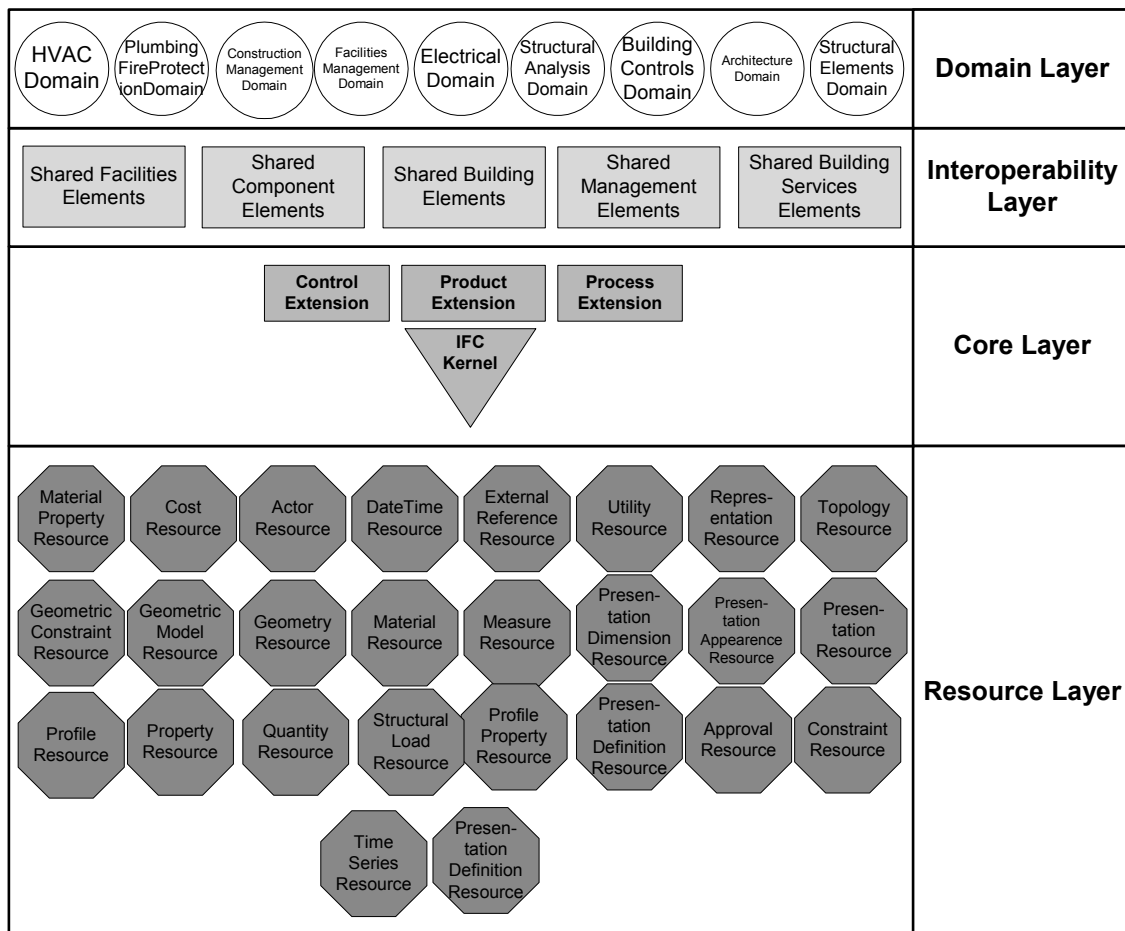 HVAC
Domain
Plumbing
FireProtect
ionDomain
Construction
Management
Domain
Facilities
Management
Domain
Electrical
Domain
Structural
Analysis
Domain
Building
Controls
Domain
Architecture
Domain
Structural
Elements
Domain
Domain Layer
Shared Facilities
Elements
Shared
Component
Elements
Shared Building
Elements
Shared
Management
Elements
Shared Building
Services
Elements
Interoperability
Layer
Control
Extension
Product
Extension
Process
Extension
IFC
Kernel
Core Layer
Material
Property
Resource
Cost
Resource
Actor
Resource
DateTime
Resource
External
Reference
Resource
Utility
Resource
Repres-
entation
Resource
Topology
Resource
Geometric
Constraint
Resource
Geometric
Model
Resource
Geometry
Resource
Material
Resource
Measure
Resource
Presen-
tation
Dimension
Resource
Presen-
tation
Appearence
Resource
Presen-
tation
Resource
Profile
Resource
Property
Resource
Quantity
Resource
Structural
Load
Resource
Profile
Property
Resource
Presen-
tation
Definition
Resource
Approval
Resource
Constraint
Resource
Time
Series
Resource
Presen-
tation
Definition
Resource
Resource Layer